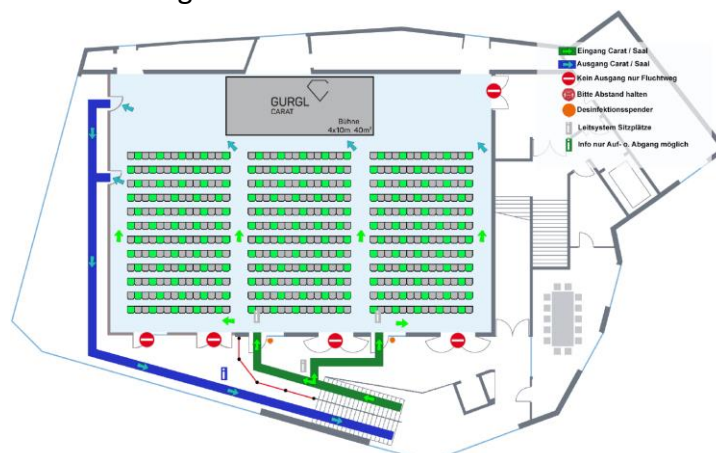 Eingang Carat / Saal
Ausgang Carat / Saal
Kein Ausgang nur Fluchtweg
Bitte Abstand halten
Desinfektionsspender
Leitsystem Sitzplätze
Info nur Auf- o. Abgang möglich
GURGL
CARAT
Bühne
4x10m: 40m²